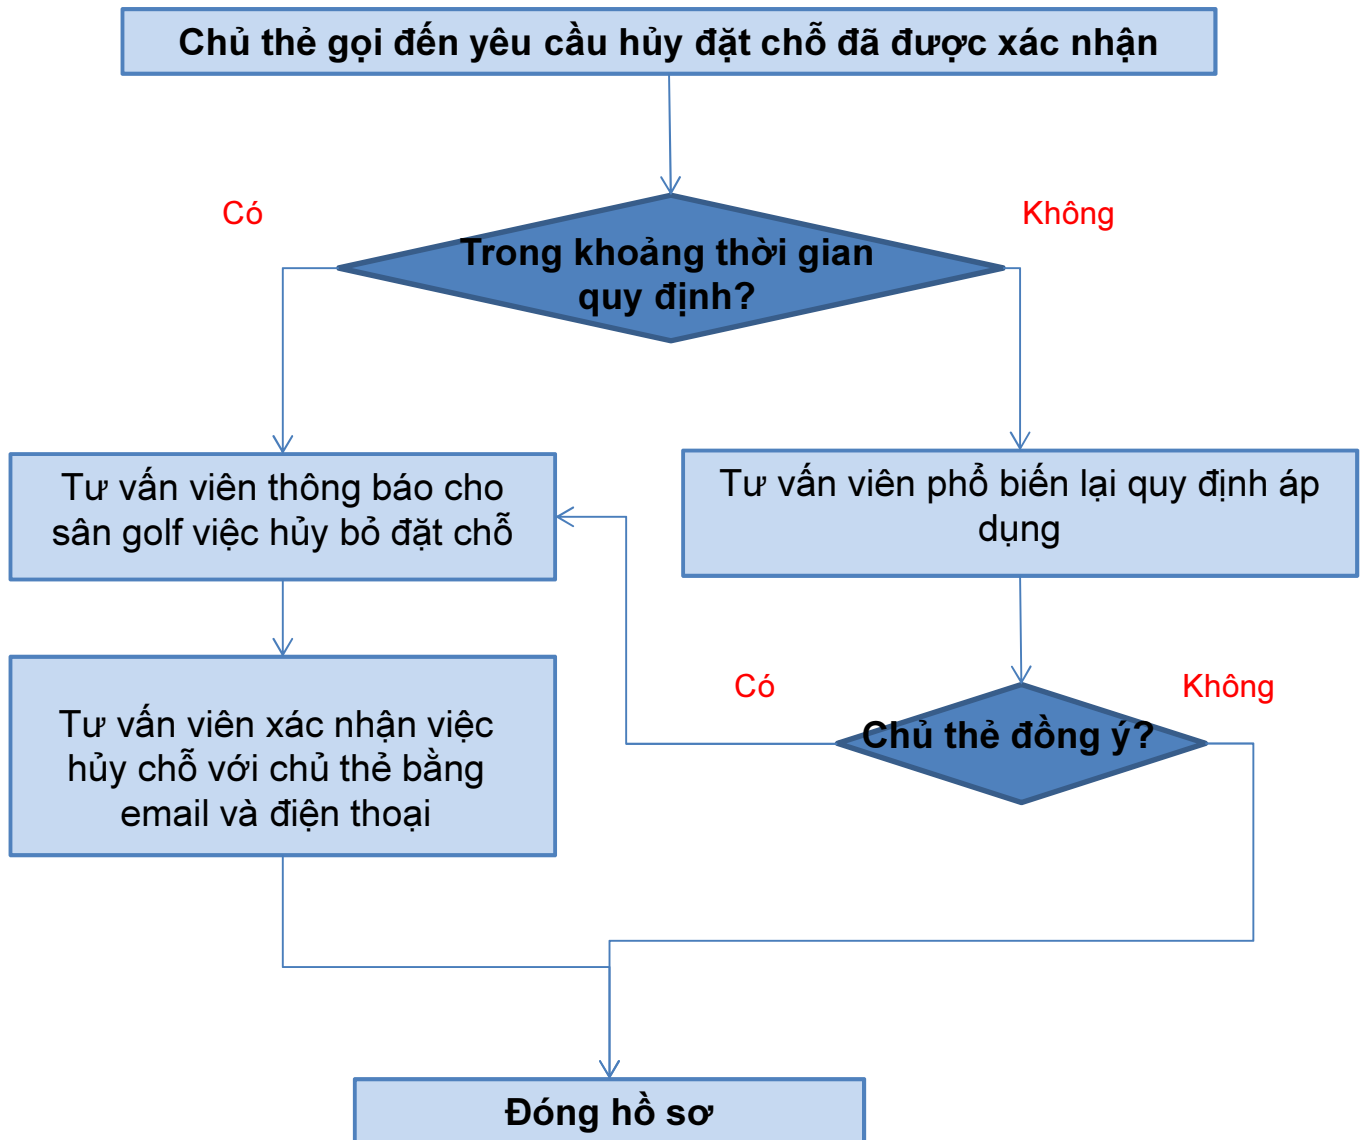 Chủ thẻ gọi đến yêu cầu hủy đặt chỗ đã được xác nhận
Có
Không
Trong khoảng thời gian
quy định?
Tư vấn viên thông báo cho
sân golf việc hủy bỏ đặt chỗ
Tư vấn viên phổ biến lại quy định áp
dụng
Có
Không
Chủ thẻ đồng ý?
Tư vấn viên xác nhận việc
hủy chỗ với chủ thẻ bằng
email và điện thoại
Đóng hồ sơ